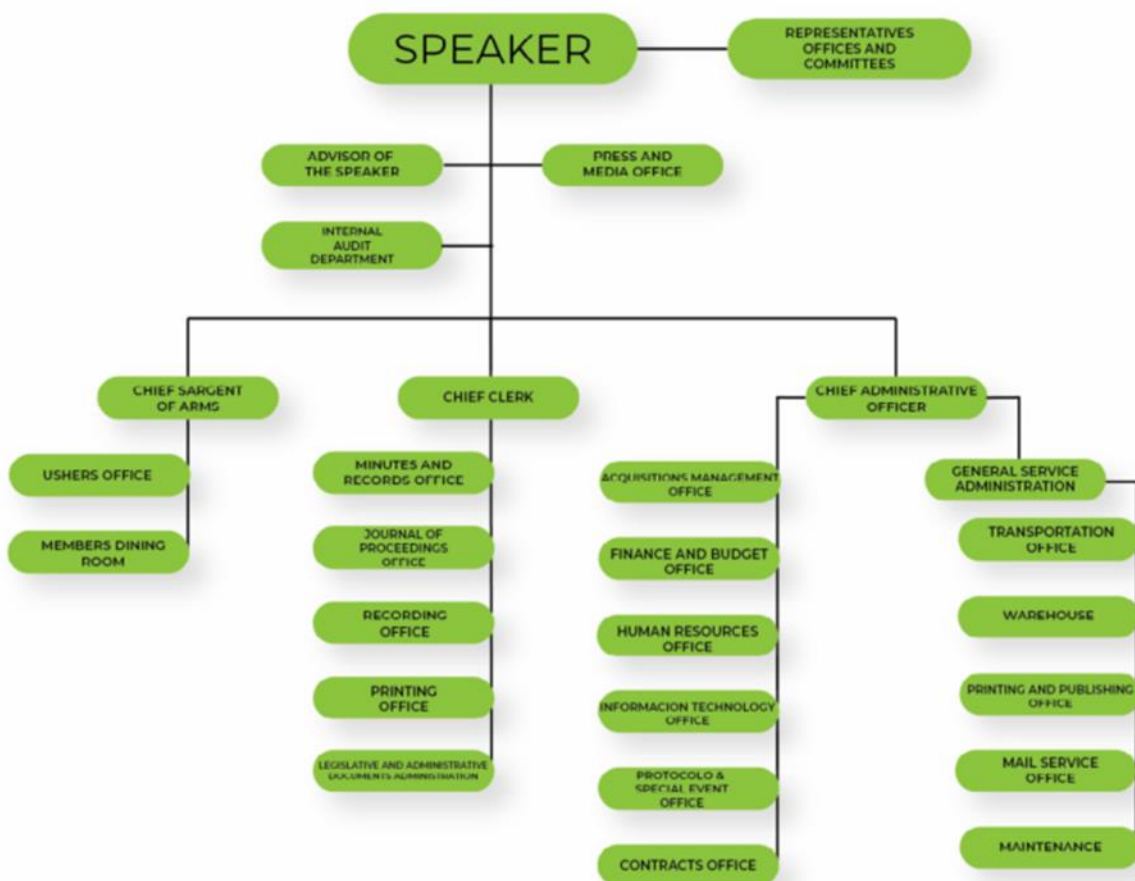 SPEAKER
REPRESENTATIVES
OFFICES AND
COMMITTEES
ADVISOR OF
THE SPEAKER
PRESS AND
MEDIA OFFICE
INTERNAL
AUDIT
DEPARTMENT
CHIEF SARGENT
OF ARMS
CHIEF CLERK
CHIEF ADMINISTRATIVE
OFFICER
USHERS OFFICE
MEMBERS DINING
ROOM
MINUTES AND
RECORDS OFFICE
JOURNAL OF
PROCEEDINGS
OFFICE
RECORDING
OFFICE
PRINTING
OFFICE
LEGISLATIVE AND ADMINISTRATIVE
DOCUMENTS ADMINISTRATION
ACQUISITIONS MANAGEMENT
OFFICE
FINANCE AND BUDGET
OFFICE
HUMAN RESOURCES
OFFICE
INFORMACION TECHNOLOGY
OFFICE
PROTOCOLO &
SPECIAL EVENT
OFFICE
CONTRACTS OFFICE
GENERAL SERVICE
ADMINISTRATION
TRANSPORTATION
OFFICE
WAREHOUSE
PRINTING AND PUBLISHING
OFFICE
MAIL SERVICE
OFFICE
MAINTENANCE